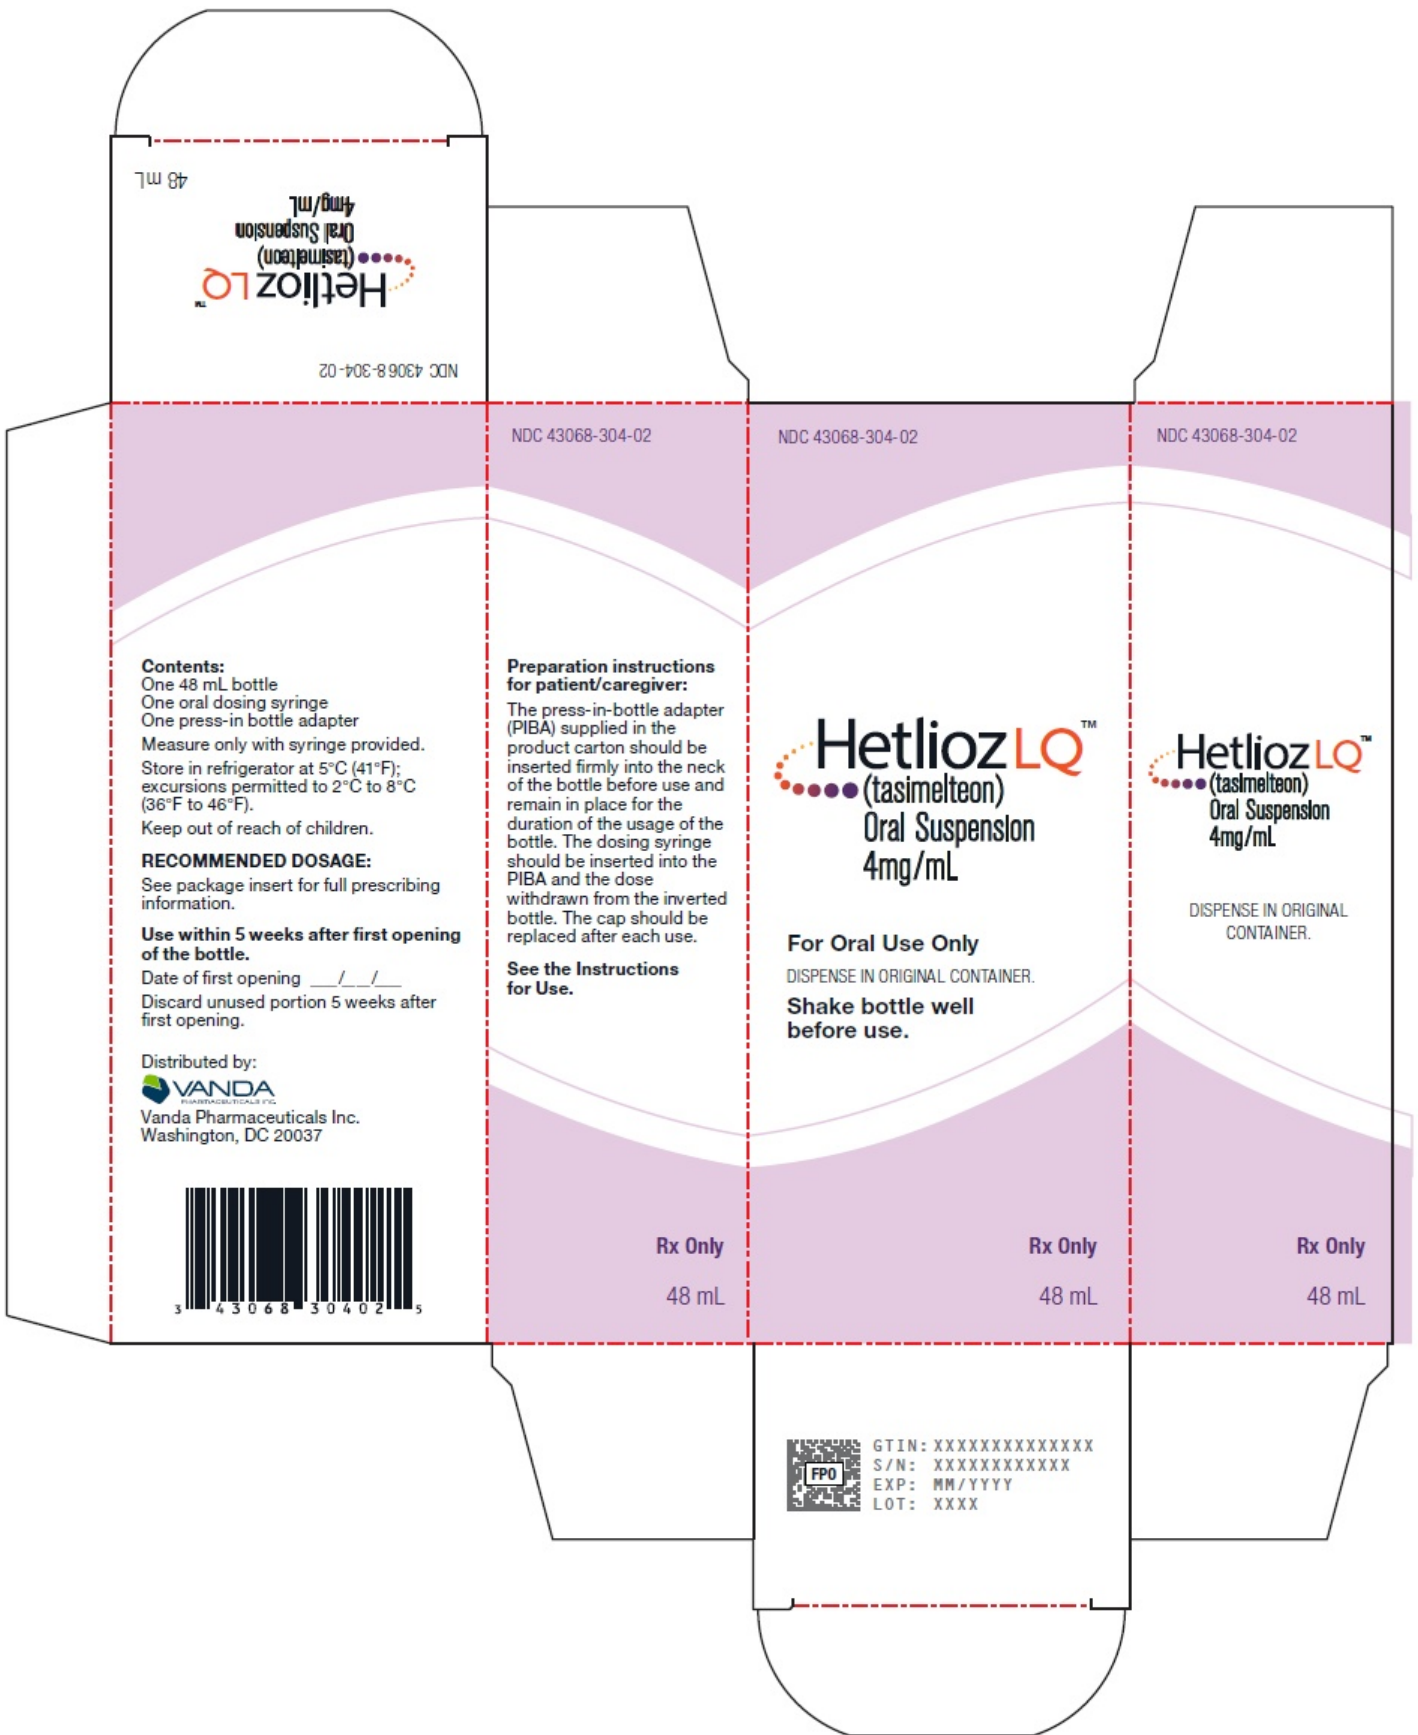 48 mL
4mg/mL
Oral Suspension
(tasimelteon)
Hetlioz LQ™
NDC 43068-304-02
NDC 43068-304-02
NDC 43068-304-02
NDC 43068-304-02
Contents:
One 48 mL bottle
One oral dosing syringe
One press-in bottle adapter
Measure only with syringe provided.
Store in refrigerator at 5°C (41°F);
excursions permitted to 2°C to 8°C
(36°F to 46°F).
Keep out of reach of children.
RECOMMENDED DOSAGE:
See package insert for full prescribing
information.
Use within 5 weeks after first opening
of the bottle.
Date of first opening ___/___/___
Discard unused portion 5 weeks after
first opening.
Distributed by:
VANDA
PHARMACEUTICALS INC.
Vanda Pharmaceuticals Inc.
Washington, DC 20037
3 43068 30402 5
Preparation instructions
for patient/caregiver:
The press-in-bottle adapter
(PIBA) supplied in the
product carton should be
inserted firmly into the neck
of the bottle before use and
remain in place for the
duration of the usage of the
bottle. The dosing syringe
should be inserted into the
PIBA and the dose
withdrawn from the inverted
bottle. The cap should be
replaced after each use.
See the Instructions
for Use.
Rx Only
48 mL
Hetlioz LQ™
(tasimelteon)
Oral Suspension
4mg/mL
For Oral Use Only
DISPENSE IN ORIGINAL CONTAINER.
Shake bottle well
before use.
Rx Only
48 mL
Hetlioz LQ™
(tasimelteon)
Oral Suspension
4mg/mL
DISPENSE IN ORIGINAL
CONTAINER.
Rx Only
48 mL
FPO
GTIN: XXXXXXXXXXXXXX
S/N: XXXXXXXXXXXX
EXP: MM/YYYY
LOT: XXXX